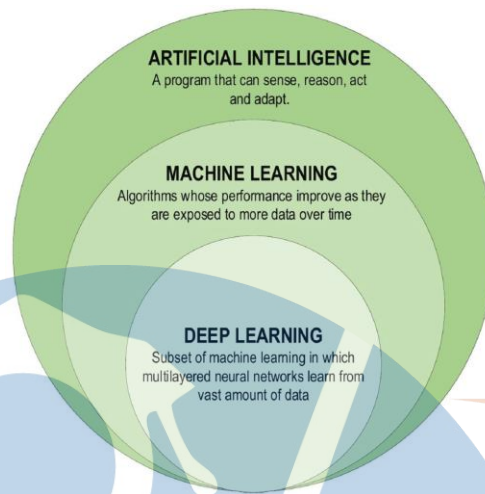 ARTIFICIAL INTELLIGENCE
A program that can sense, reason, act
and adapt.
MACHINE LEARNING
Algorithms whose performance improve as they
are exposed to more data over time
DEEP LEARNING
Subset of machine learning in which
multilayered neural networks learn from
vast amount of data